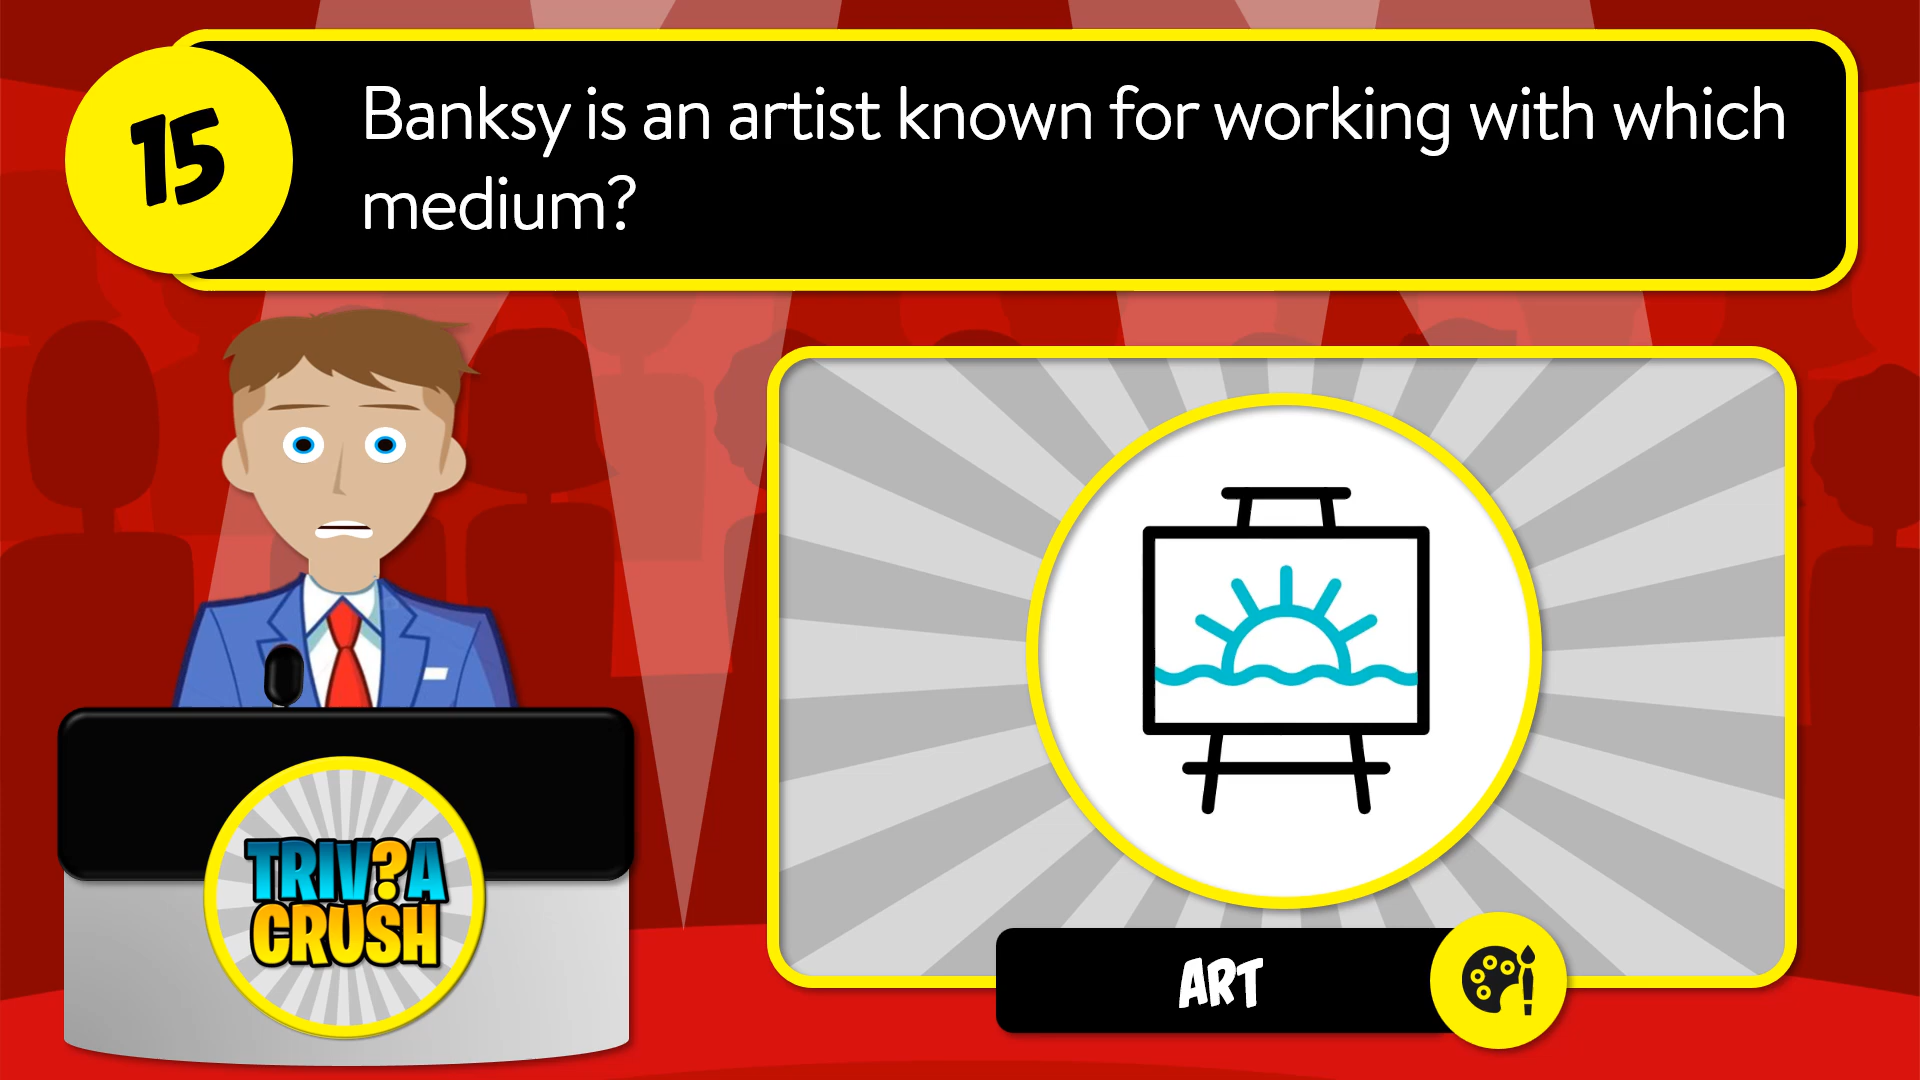 15
Banksy is an artist known for working with which
medium?
TRIV?A
CRUSH
ART